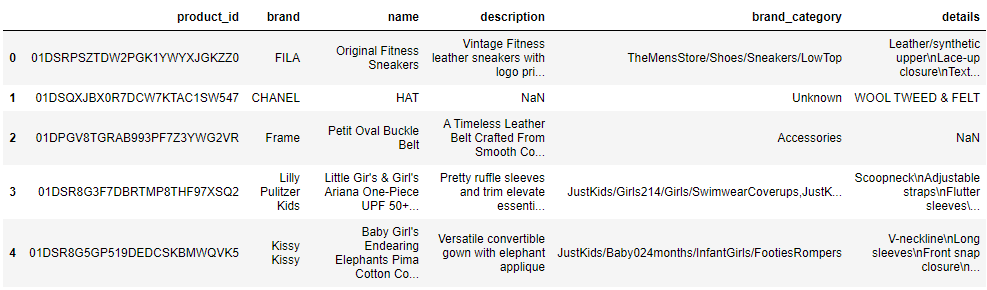 product_id brand name description brand_category details
0 01DSRPSZTDW2PGK1YWYXJGKZZ0 FILA Original Fitness Sneakers Vintage Fitness leather sneakers with logo pri... TheMensStore/Shoes/Sneakers/LowTop Leather/synthetic upper\nLace-up closure\nText...
1 01DSQXJBX0R7DCW7KTAC1SW547 CHANEL HAT NaN Unknown WOOL TWEED & FELT
2 01DPGV8TGRAB993PF7Z3YWG2VR Frame Petit Oval Buckle Belt A Timeless Leather Belt Crafted From Smooth Co... Accessories NaN
3 01DSR8G3F7DBRTMP8THF97XSQ2 Lilly Pulitzer Kids Little Gir's & Girl's Ariana One-Piece UPF 50+... Pretty ruffle sleeves and trim elevate essenti... JustKids/Girls214/Girls/SwimwearCoverups,JustK... Scoopneck\nAdjustable straps\nFlutter sleeves\...
4 01DSR8G5GP519DEDCSKBMWQVK5 Kissy Kissy Baby Girl's Endearing Elephants Pima Cotton Co... Versatile convertible gown with elephant applique JustKids/Baby024months/InfantGirls/FootiesRompers V-neckline\nLong sleeves\nFront snap closure\n...